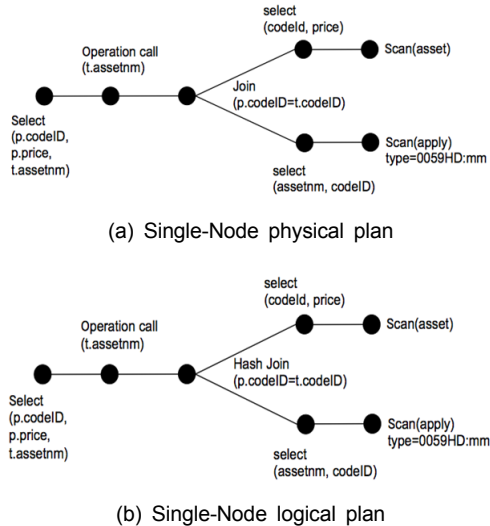 select
(codeId, price)
Scan(asset)
Operation call
(t.assetnm)
Join
(p.codeID=t.codeID)
Select
(p.codeID,
p.price,
t.assetnm)
Scan(apply)
type=0059HD:mm
select
(assetnm, codeID)
(a) Single-Node physical plan
select
(codeId, price)
Scan(asset)
Operation call
(t.assetnm)
Hash Join
(p.codeID=t.codeID)
Select
(p.codeID,
p.price,
t.assetnm)
Scan(apply)
type=0059HD:mm
select
(assetnm, codeID)
(b) Single-Node logical plan